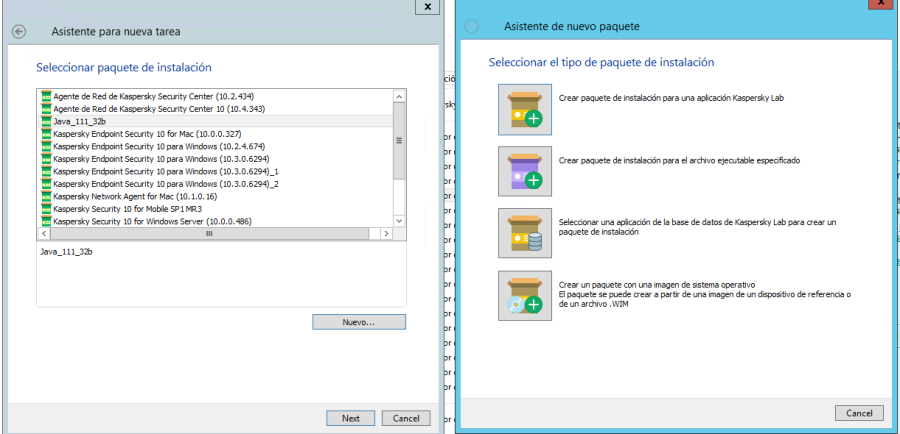 Asistente para nueva tarea
Seleccionar paquete de instalación
Agente de Red de Kaspersky Security Center (10.2.434)
Agente de Red de Kaspersky Security Center 10 (10.4.343)
Java_111_32b
Kaspersky Endpoint Security 10 for Mac (10.0.0.327)
Kaspersky Endpoint Security 10 para Windows (10.2.4.674)
Kaspersky Endpoint Security 10 para Windows (10.3.0.6294)
Kaspersky Endpoint Security 10 para Windows (10.3.0.6294)_1
Kaspersky Endpoint Security 10 para Windows (10.3.0.6294)_2
Kaspersky Network Agent for Mac (10.1.0.16)
Kaspersky Security 10 for Mobile SP1 MR3
Kaspersky Security 10 for Windows Server (10.0.0.486)
Java_111_32b
Nuevo...
Next
Cancel
Asistente de nuevo paquete
Seleccionar el tipo de paquete de instalación
Crear paquete de instalación para una aplicación Kaspersky Lab
Crear paquete de instalación para el archivo ejecutable especificado
Seleccionar una aplicación de la base de datos de Kaspersky Lab para crear un
paquete de instalación
Crear un paquete con una imagen de sistema operativo
El paquete se puede crear a partir de una imagen de un dispositivo de referencia o
de un archivo .WIM
Cancel